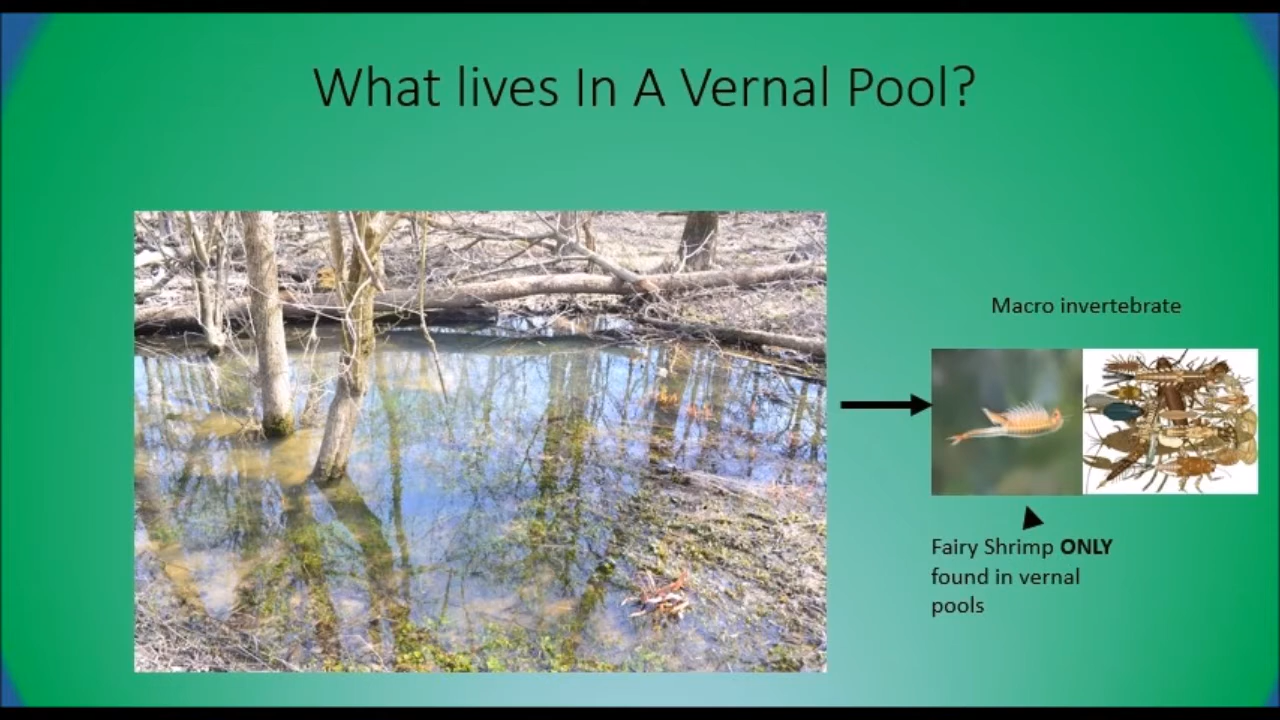 What lives In A Vernal Pool?
Macro invertebrate
Fairy Shrimp ONLY
found in vernal
pools